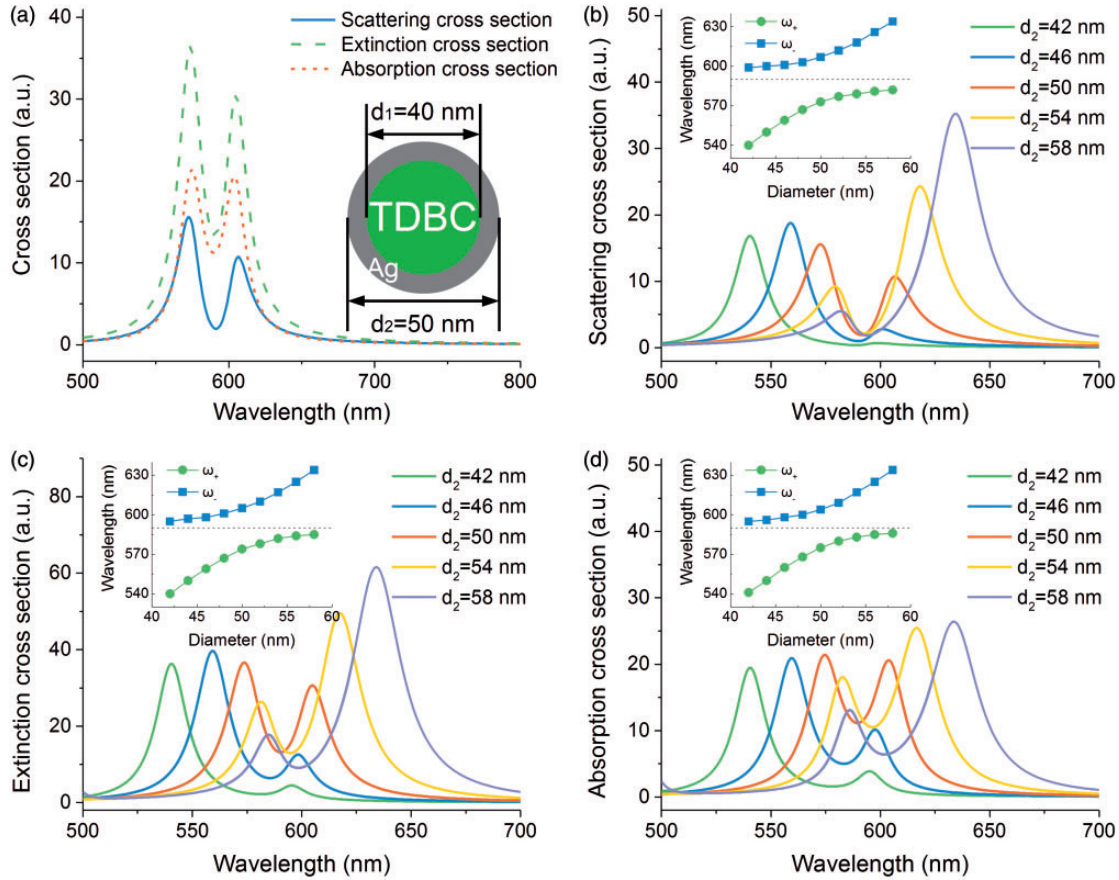 (a)
Scattering cross section
Extinction cross section
Absorption cross section
d1=40 nm
TDBC
Ag
d2=50 nm
40
30
20
10
0
Cross section (a.u.)
500 600 700 800
Wavelength (nm)
(b)
ω+
ω-
630
600
570
540
Wavelength (nm)
40 45 50 55 60
Diameter (nm)
d2=42 nm
d2=46 nm
d2=50 nm
d2=54 nm
d2=58 nm
50
40
30
20
10
0
Scattering cross section (a.u.)
500 550 600 650 700
Wavelength (nm)
(c)
ω+
ω-
630
600
570
540
Wavelength (nm)
40 45 50 55 60
Diameter (nm)
d2=42 nm
d2=46 nm
d2=50 nm
d2=54 nm
d2=58 nm
80
60
40
20
0
Extinction cross section (a.u.)
500 550 600 650 700
Wavelength (nm)
(d)
ω+
ω-
630
600
570
540
Wavelength (nm)
40 45 50 55 60
Diameter (nm)
d2=42 nm
d2=46 nm
d2=50 nm
d2=54 nm
d2=58 nm
50
40
30
20
10
0
Absorption cross section (a.u.)
500 550 600 650 700
Wavelength (nm)